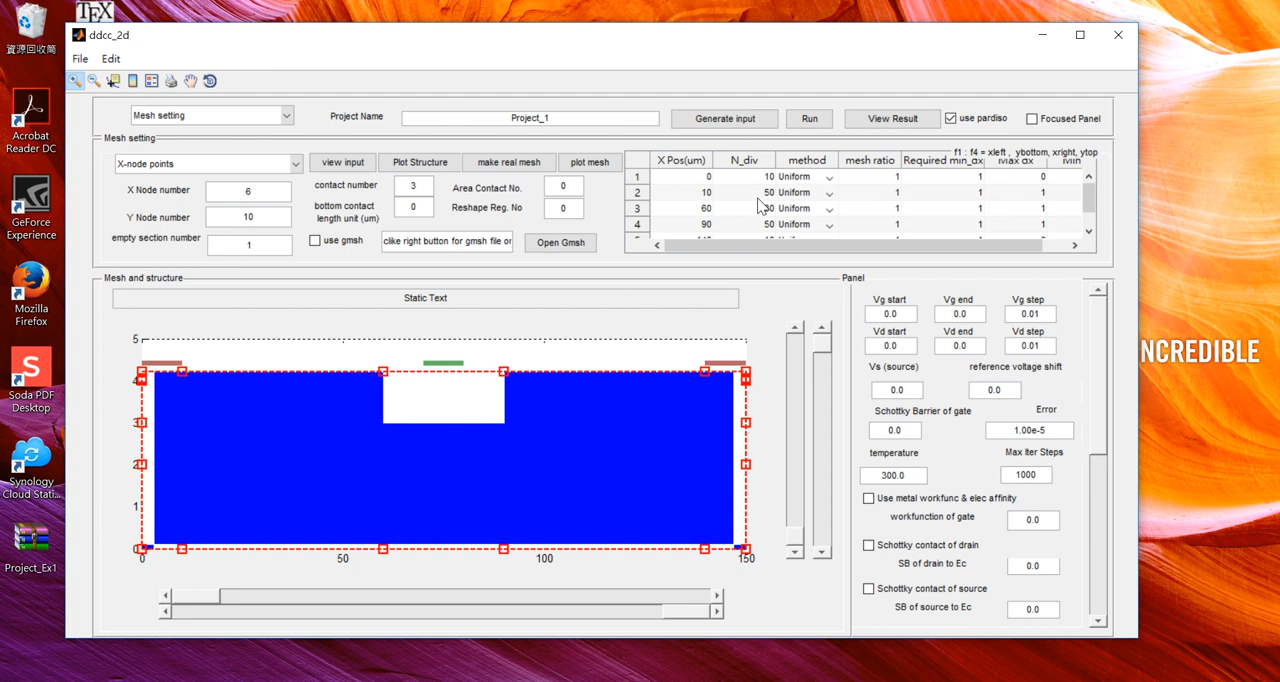 資源回收筒
TEX
Acrobat
Reader DC
GeForce
Experience
Mozilla
Firefox
S
Soda PDF
Desktop
Synology
Cloud Stati...
Project_Ex1
ddcc_2d
File Edit
Mesh setting
Project Name
Project_1
Generate input
Run
View Result
use pardiso
Focused Panel
Mesh setting
X-node points
view input
Plot Structure
make real mesh
plot mesh
f1 : f4 = xleft , ybottom, xright, ytop
X Node number 6
Y Node number 10
empty section number 1
contact number 3
bottom contact
length unit (um) 0
Area Contact No. 0
Reshape Reg. No 0
use gmsh
clike right button for gmsh file or
Open Gmsh
X Pos(um) N_div method mesh ratio Required min_dx Max dx
1 0 10 Uniform 1 1 0
2 10 50 Uniform 1 1 1
3 60 30 Uniform 1 1 1
4 90 50 Uniform 1 1 1
Mesh and structure
Static Text
5
4
3
2
1
0
0 50 100 150
Panel
Vg start Vg end Vg step
0.0 0.0 0.01
Vd start Vd end Vd step
0.0 0.0 0.01
Vs (source) reference voltage shift
0.0 0.0
Schottky Barrier of gate Error
0.0 1.00e-5
temperature Max Iter Steps
300.0 1000
Use metal workfunc & elec affinity
workfunction of gate 0.0
Schottky contact of drain
SB of drain to Ec 0.0
Schottky contact of source
SB of source to Ec 0.0
NCREDIBLE